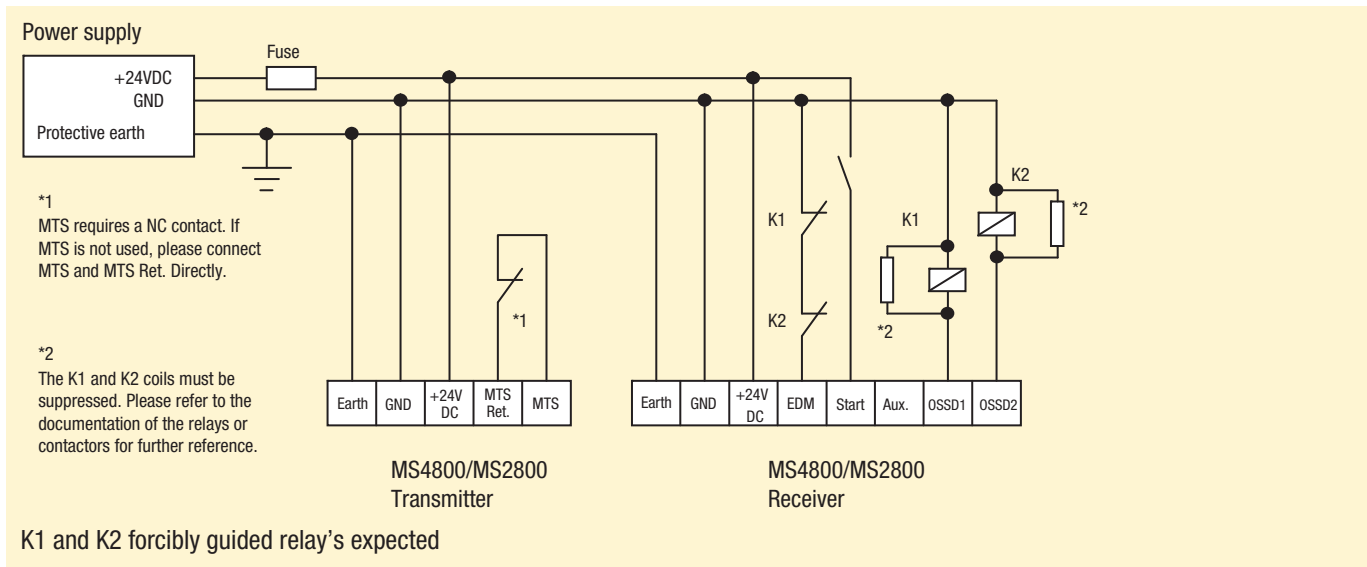 Power supply
Fuse
+24VDC
GND
Protective earth
*1
MTS requires a NC contact. If
MTS is not used, please connect
MTS and MTS Ret. Directly.
*2
The K1 and K2 coils must be
suppressed. Please refer to the
documentation of the relays or
contactors for further reference.
*1
K1
K2
K1
*2
K2
*2
Earth
GND
+24V
DC
MTS
Ret.
MTS
Earth
GND
+24V
DC
EDM
Start
Aux.
OSSD1
OSSD2
MS4800/MS2800
Transmitter
MS4800/MS2800
Receiver
K1 and K2 forcibly guided relay's expected